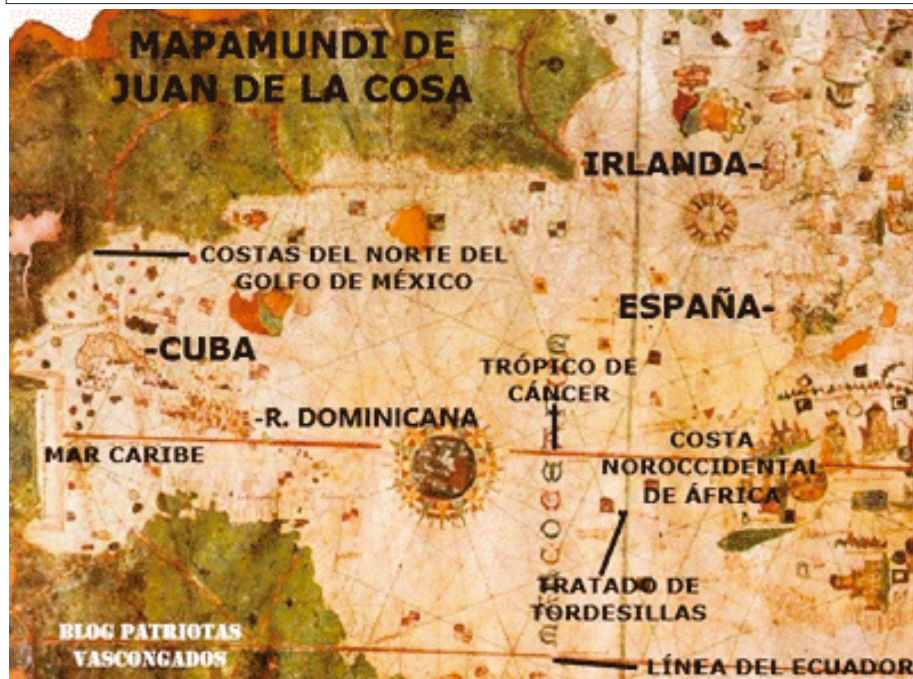 MAPAMUNDI DE
JUAN DE LA COSA
IRLANDA-
COSTAS DEL NORTE DEL
GOLFO DE MÉXICO
ESPAÑA-
-CUBA
TRÓPICO DE
CÁNCER
-R. DOMINICANA
MAR CARIBE
COSTA
NOROCCIDENTAL
DE ÁFRICA
TRATADO DE
TORDESILLAS
BLOG PATRIOTAS
VASCONGADOS
LÍNEA DEL ECUADOR